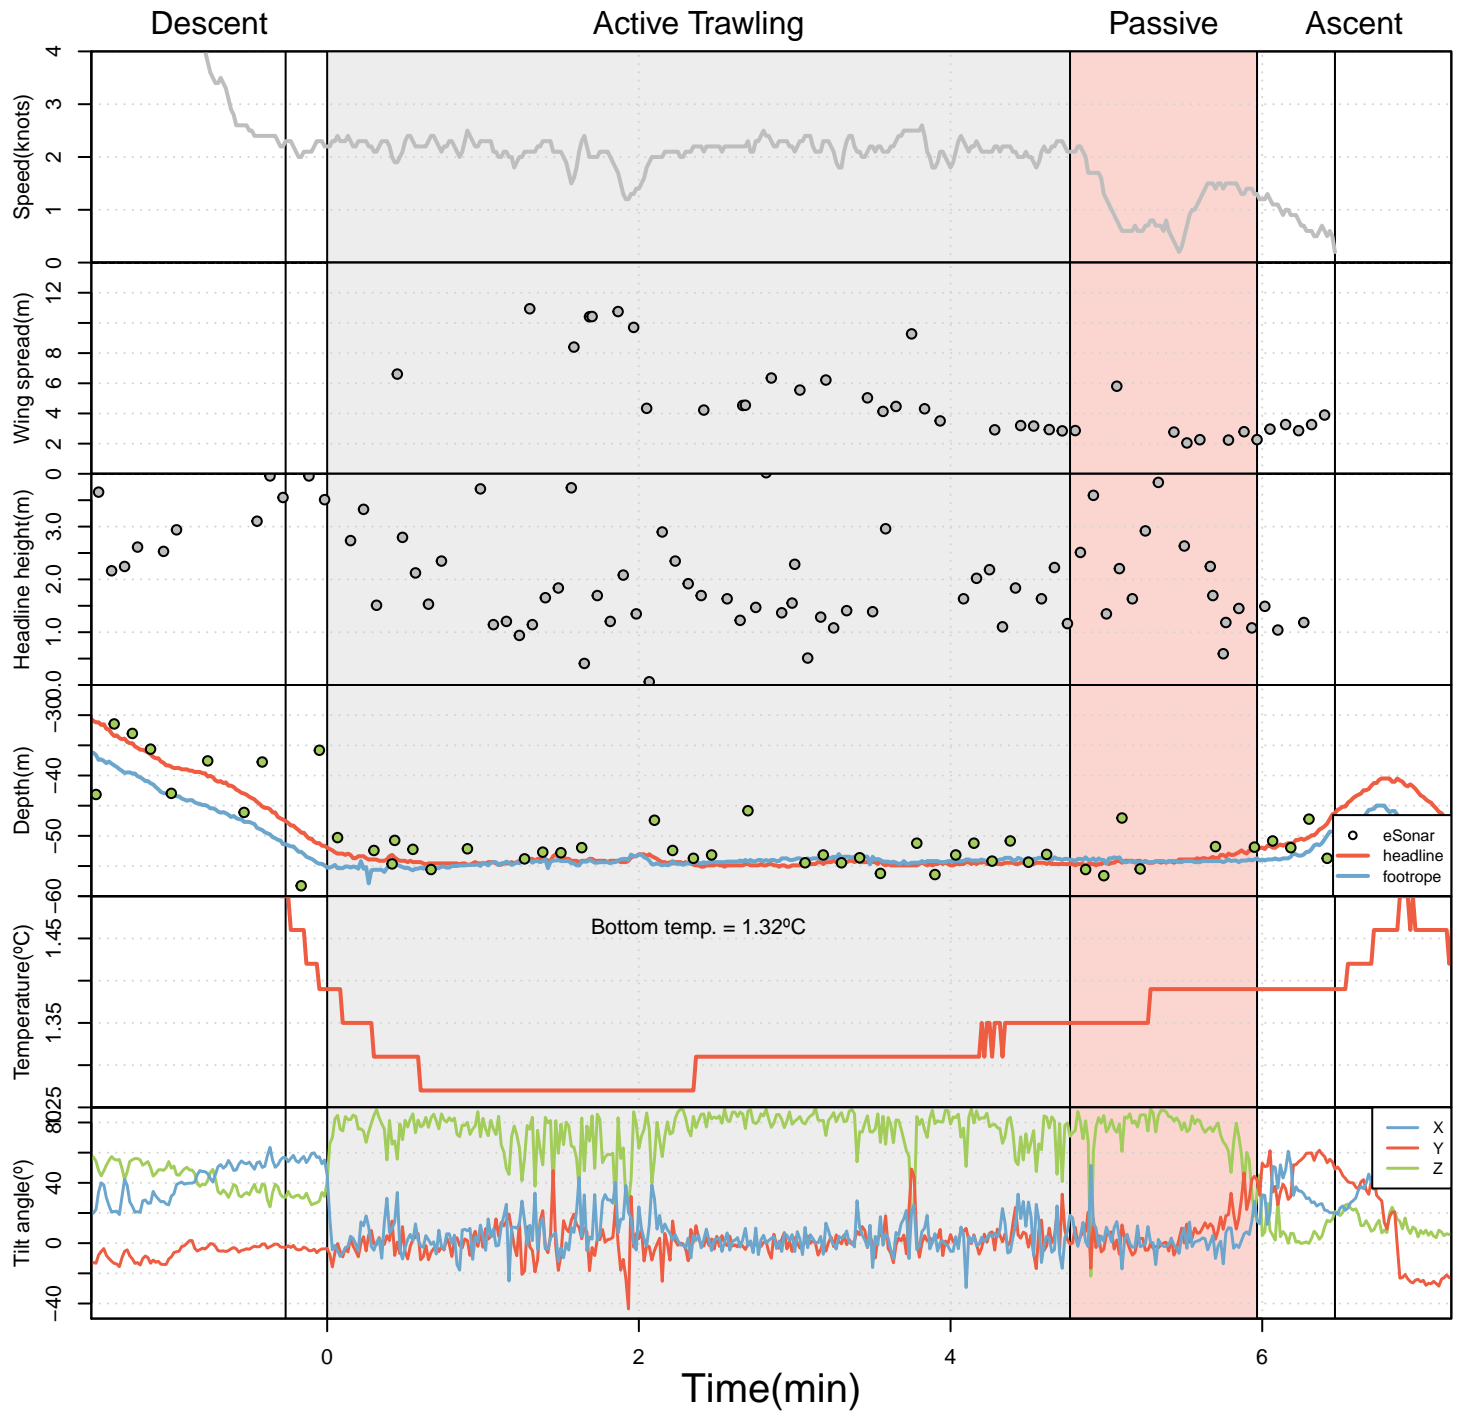 Descent Active Trawling Passive Ascent
Speed(knots)
4
3
2
1
0
Wing spread(m)
12
8
6
4
2
0
Headline height(m)
3.0
2.0
1.0
0.0
Depth(m)
−30
−40
−50
−60
eSonar
headline
footrope
Temperature(ºC)
1.45
1.35
1.25
Bottom temp. = 1.32ºC
Tilt angle(º)
80
40
0
−40
X
Y
Z
0 2 4 6
Time(min)